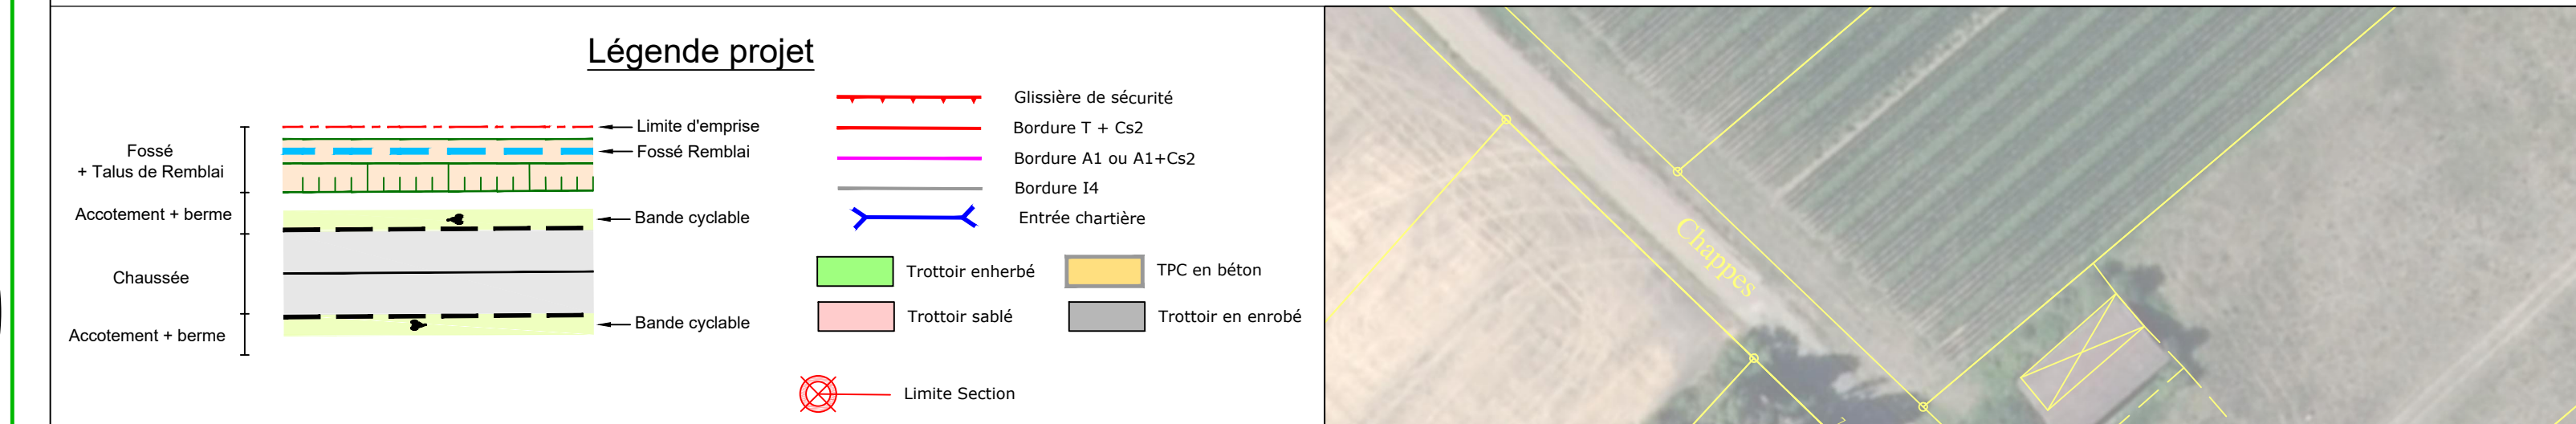 Légende projet
Fossé
+ Talus de Remblai
Accotement + berme
Chaussée
Accotement + berme
Limite d'emprise
Fossé Remblai
Bande cyclable
Bande cyclable
Glissière de sécurité
Bordure T + Cs2
Bordure A1 ou A1+Cs2
Bordure I4
Entrée chartière
Trottoir enherbé
TPC en béton
Trottoir sablé
Trottoir en enrobé
Limite Section
Chappes